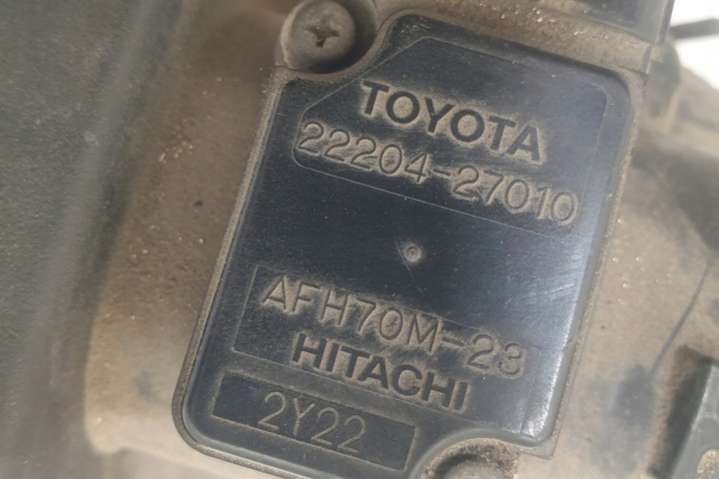 TOYOTA
22204-27010
AFH70M-23
HITACHI
2Y22